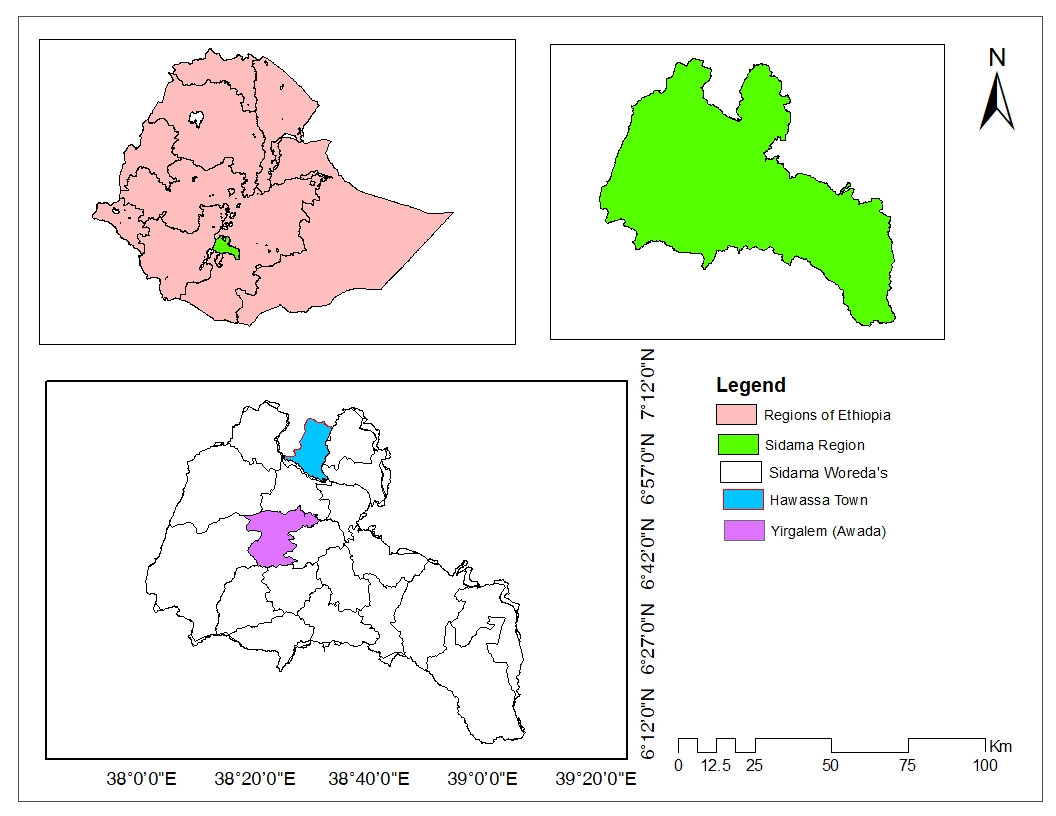 N
7°12'0"N
6°57'0"N
6°42'0"N
6°27'0"N
6°12'0"N
Legend
Regions of Ethiopia
Sidama Region
Sidama Woreda's
Hawassa Town
Yirgalem (Awada)
Km
0 12.5 25 50 75 100
38°0'0"E 38°20'0"E 38°40'0"E 39°0'0"E 39°20'0"E